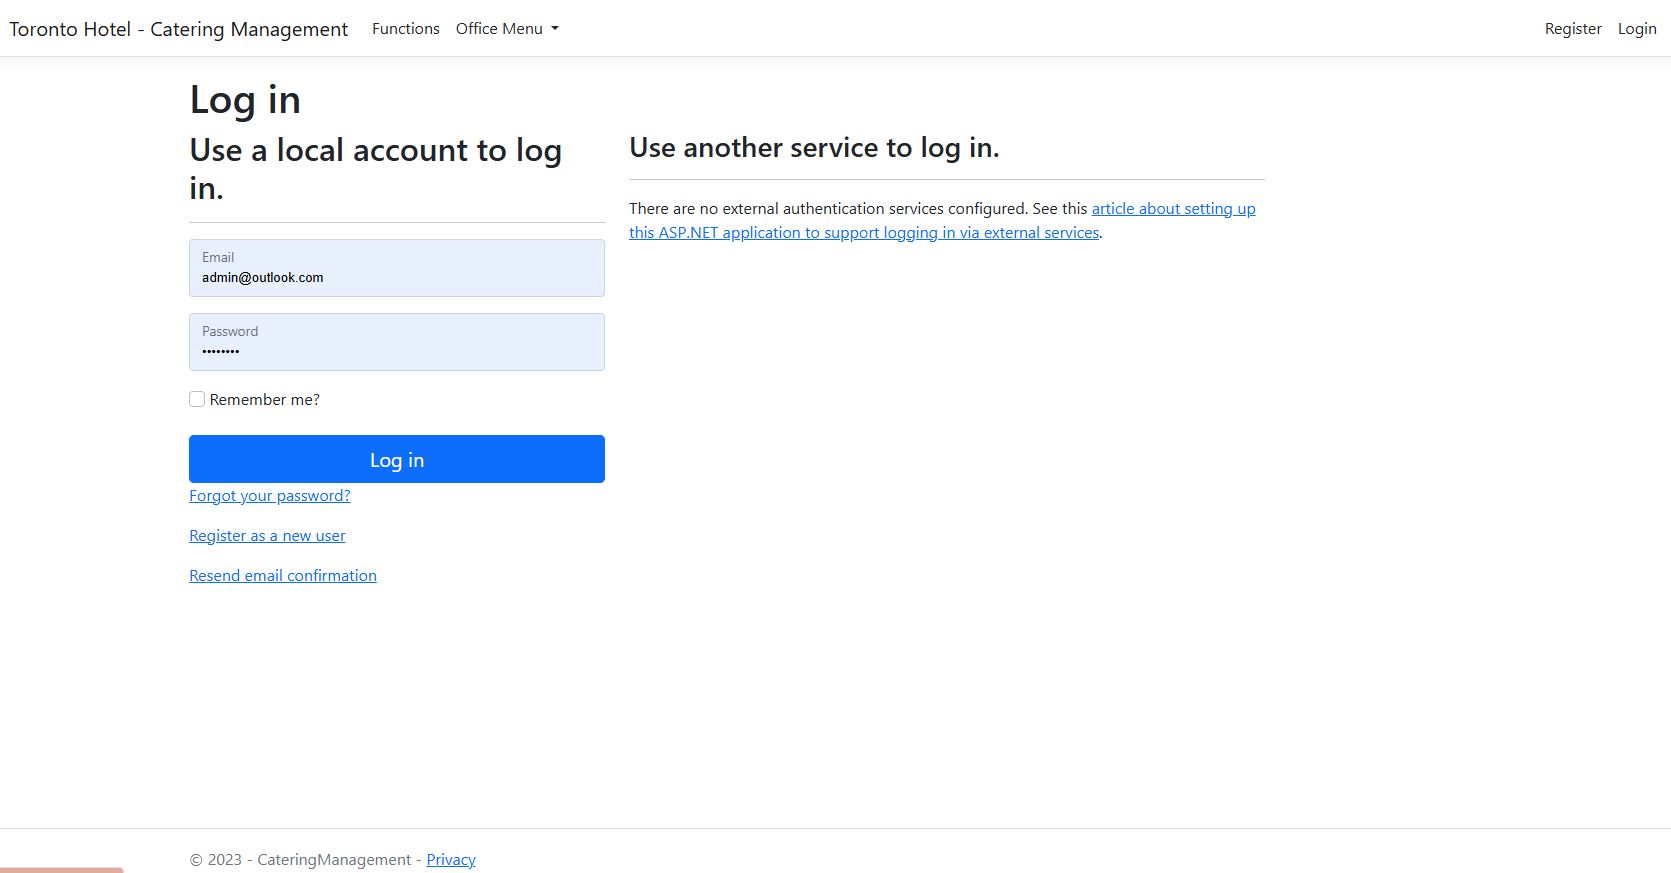 Toronto Hotel - Catering Management Functions Office Menu Register Login
Log in
Use a local account to log
in.
Email
admin@outlook.com
Password
••••••••
Remember me?
Log in
Forgot your password?
Register as a new user
Resend email confirmation
Use another service to log in.
There are no external authentication services configured. See this article about setting up
this ASP.NET application to support logging in via external services.
© 2023 - CateringManagement - Privacy